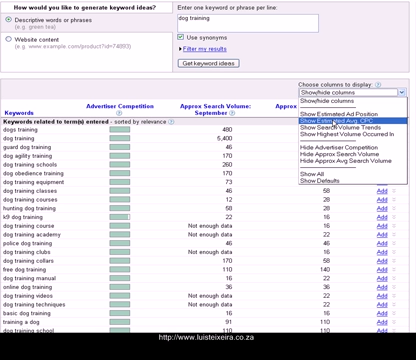 How would you like to generate keyword ideas?
Enter one keyword or phrase per line:
Descriptive words or phrases
(e.g. green tea)
dog training
Website content
(e.g. www.example.com/product?id=74893)
Use synonyms
Filter my results
Get keyword ideas
Choose columns to display:
Show/hide columns
Show/hide columns
Show Estimated Ad Position
Show Estimated Avg. CPC
Show Search Volume Trends
Show Highest Volume Occurred In
Hide Advertiser Competition
Hide Approx Search Volume
Hide Approx Avg Search Volume
Show All
Show Defaults
Keywords
Advertiser Competition
Approx Search Volume: September
Approx
Keywords related to term(s) entered - sorted by relevance
dogs training 480
dog training 5,400
guard dog training 46
dog agility training 170
dog training schools 260
dog obedience training 170
dog training equipment 73 58 Add
dog training classes 46 58 Add
dog training courses 12 28 Add
hunting dog training 58 28 Add
k9 dog training 22 16 Add
dog training course Not enough data 16 Add
dog training academy Not enough data 22 Add
police dog training 46 46 Add
dog training clubs Not enough data 16 Add
dog training collars 170 58 Add
free dog training 110 140 Add
dog training manual 16 22 Add
online dog training 36 36 Add
dog training videos Not enough data 22 Add
dog training techniques Not enough data 22 Add
basic dog training 16 16 Add
training a dog 91 110 Add
dog school 110 110 Add
http://www.luisteixeira.co.za